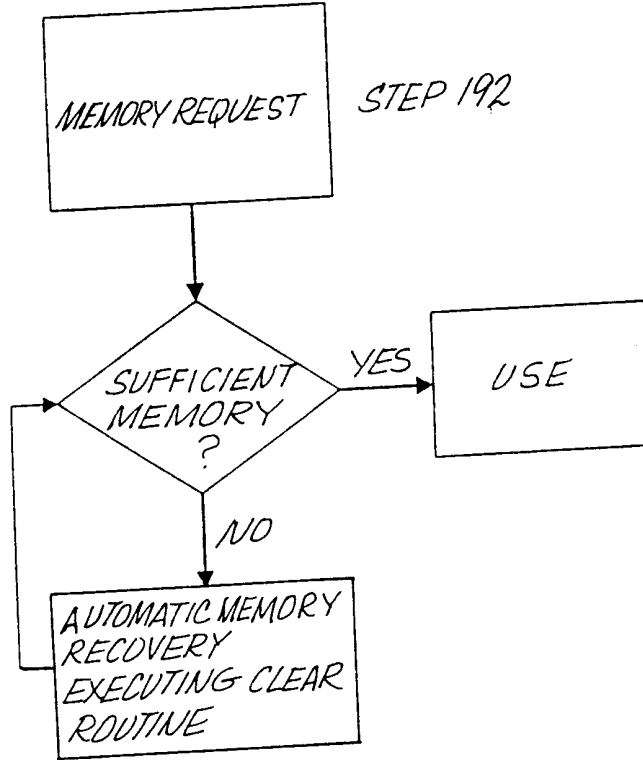 MEMORY REQUEST
STEP 192
SUFFICIENT
MEMORY
?
YES
USE
NO
AUTOMATIC MEMORY
RECOVERY
EXECUTING CLEAR
ROUTINE